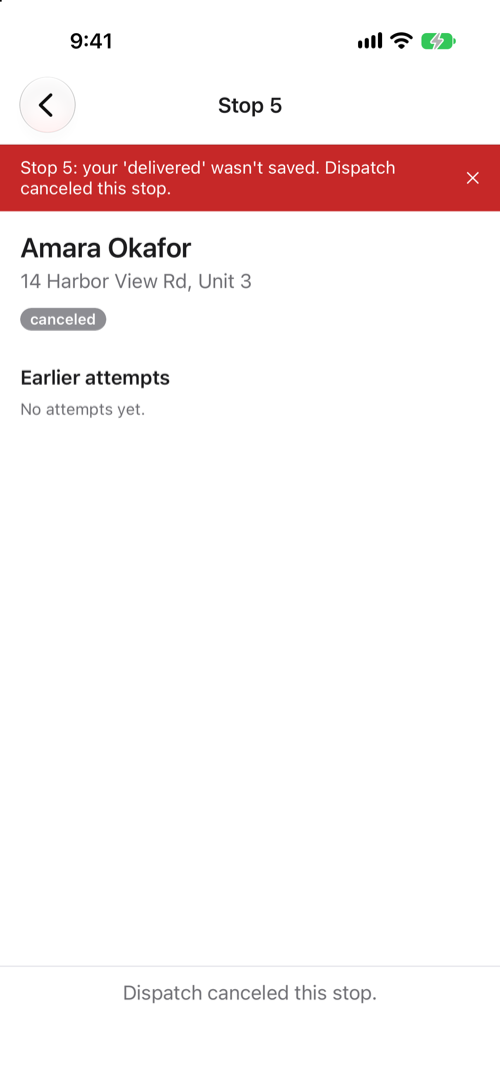 9:41
Stop 5
Stop 5: your 'delivered' wasn't saved. Dispatch
canceled this stop.
Amara Okafor
14 Harbor View Rd, Unit 3
canceled
Earlier attempts
No attempts yet.
Dispatch canceled this stop.